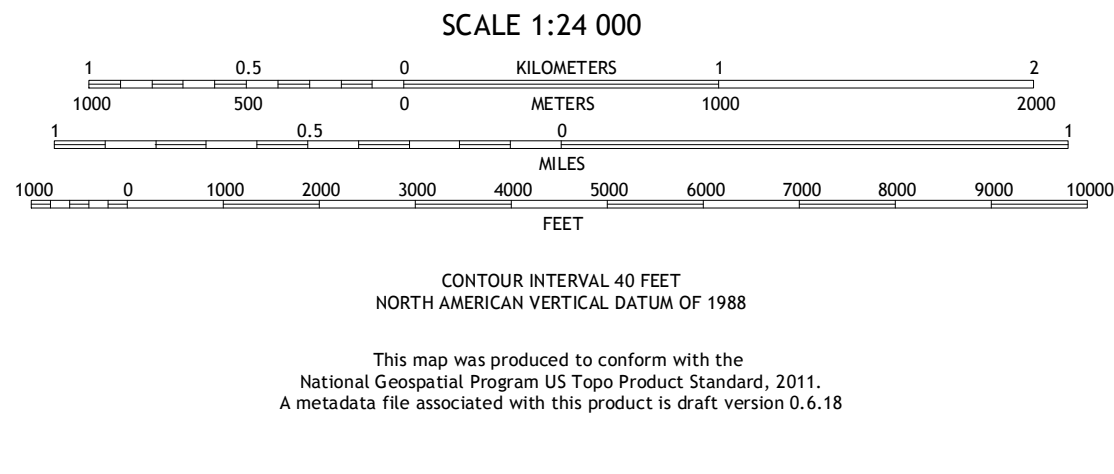 SCALE 1:24 000
1 0.5 0 KILOMETERS 1 2
1000 500 0 METERS 1000 2000
1 0.5 0 1
MILES
1000 0 1000 2000 3000 4000 5000 6000 7000 8000 9000 10000
FEET
CONTOUR INTERVAL 40 FEET
NORTH AMERICAN VERTICAL DATUM OF 1988
This map was produced to conform with the
National Geospatial Program US Topo Product Standard, 2011.
A metadata file associated with this product is draft version 0.6.18